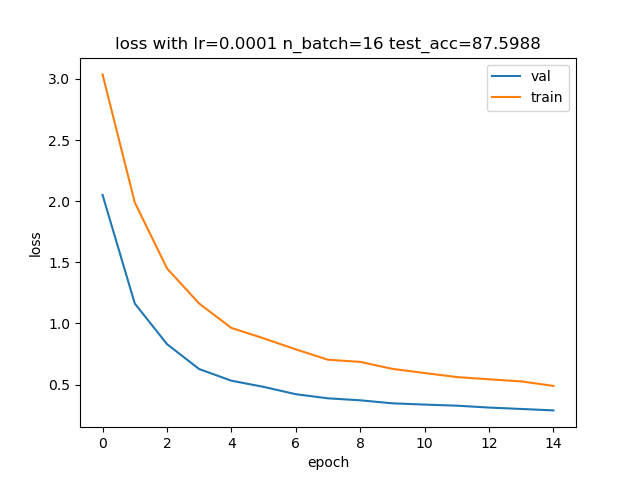 loss with lr=0.0001 n_batch=16 test_acc=87.5988
val
train
3.0
2.5
2.0
1.5
1.0
0.5
loss
0 2 4 6 8 10 12 14
epoch